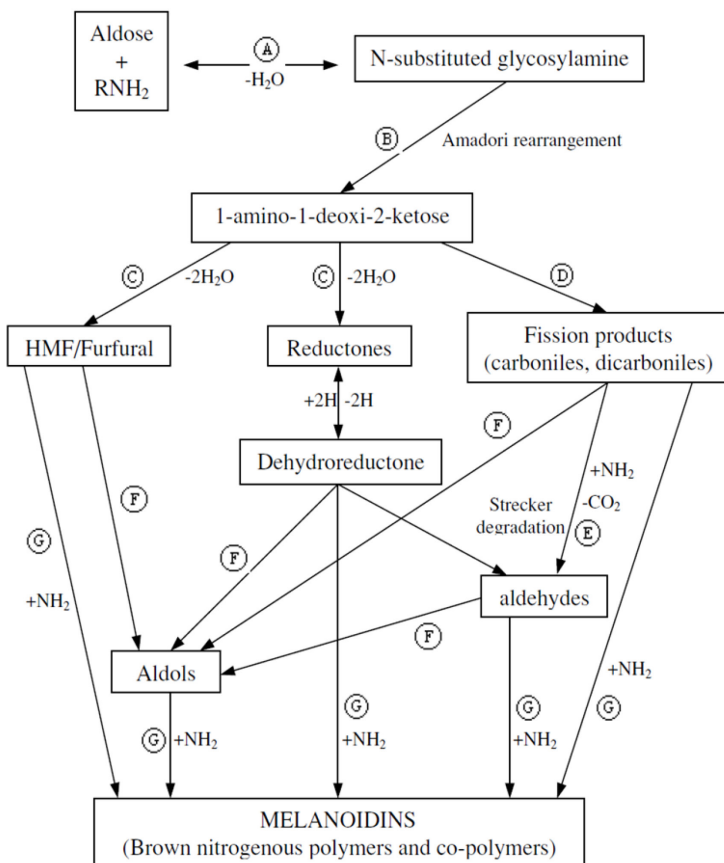 Aldose
+
RNH₂
A
-H₂O
N-substituted glycosylamine
B
Amadori rearrangement
1-amino-1-deoxi-2-ketose
C
-2H₂O
C
-2H₂O
D
HMF/Furfural
Reductones
Fission products
(carboniles, dicarboniles)
+2H
-2H
F
Dehydroreductone
+NH₂
-CO₂
Strecker
degradation
E
F
G
F
+NH₂
aldehydes
F
Aldols
+NH₂
G
G
+NH₂
G
+NH₂
G
+NH₂
MELANOIDINS
(Brown nitrogenous polymers and co-polymers)